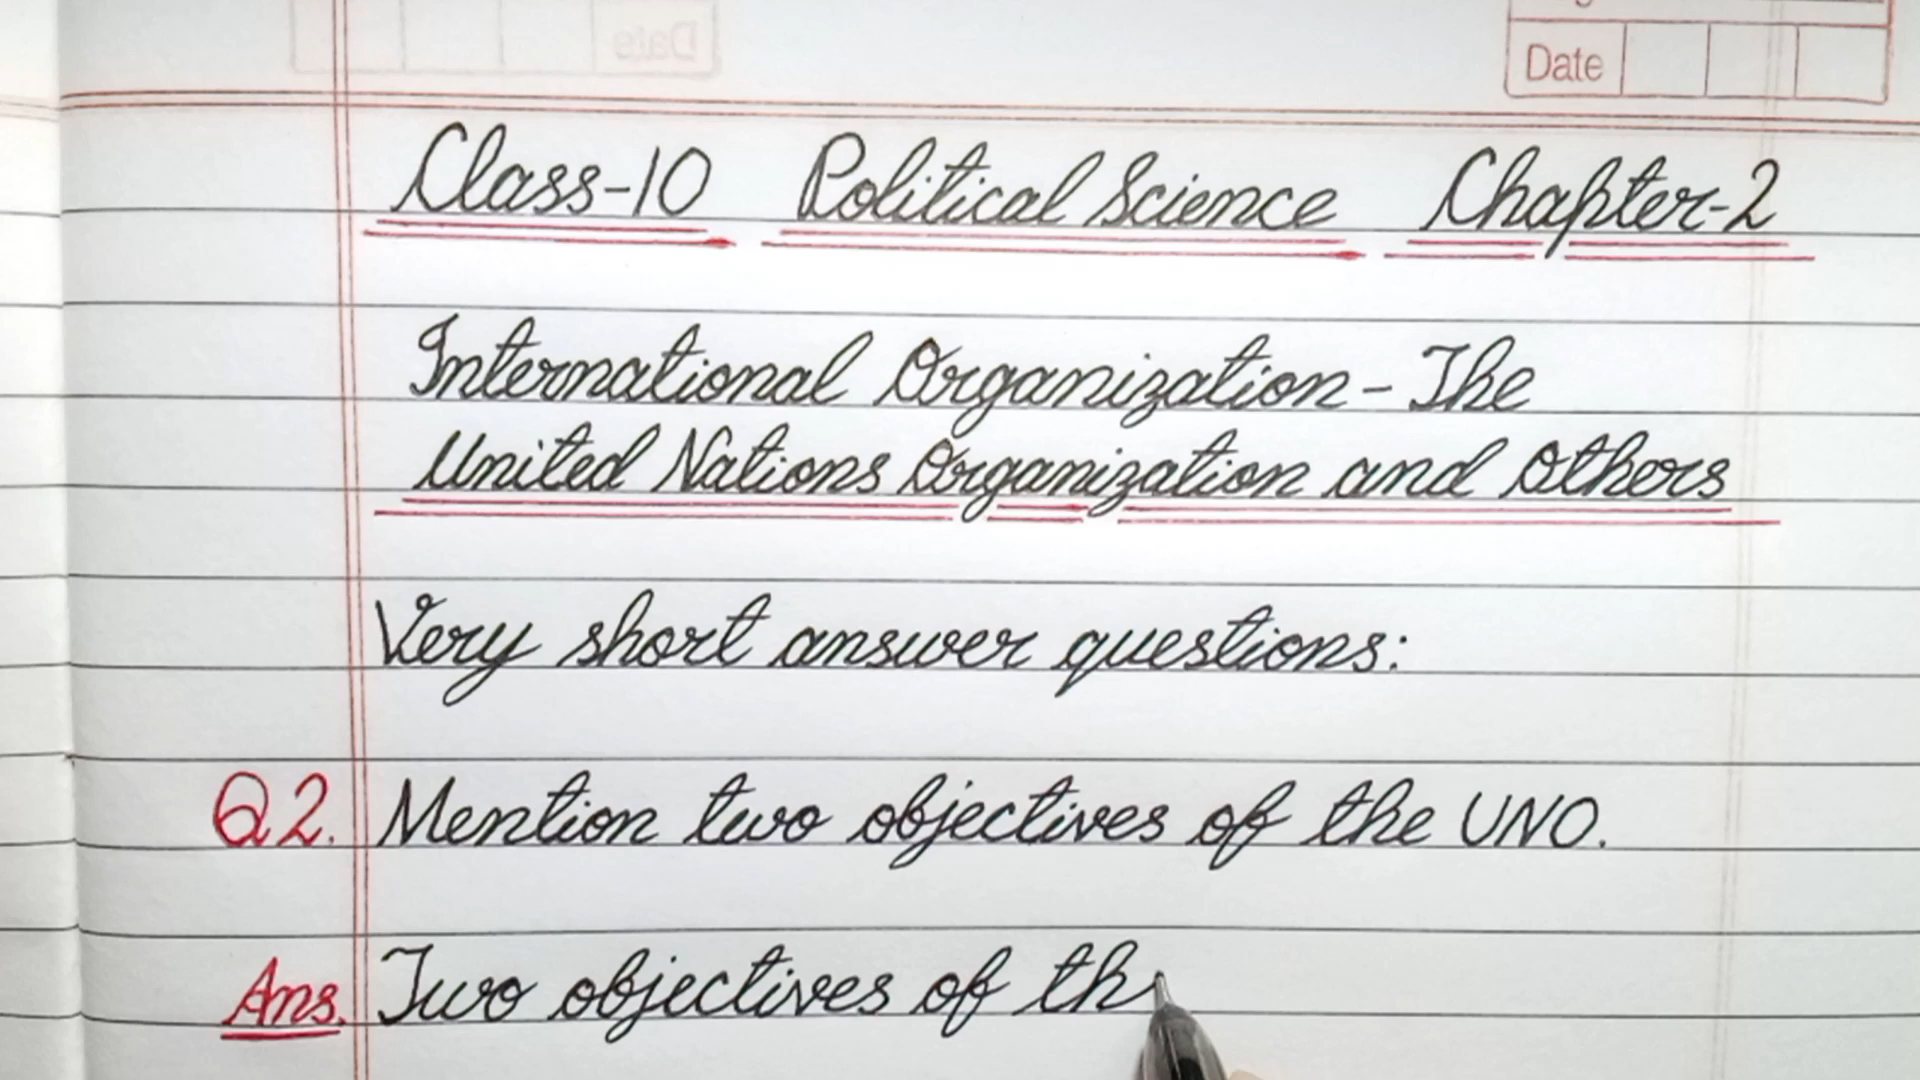 Date
Class-10 Political Science Chapter-2
International Organization - The
United Nations Organization and Others
Very short answer questions:
Q2. Mention two objectives of the UNO.
Ans. Two objectives of th